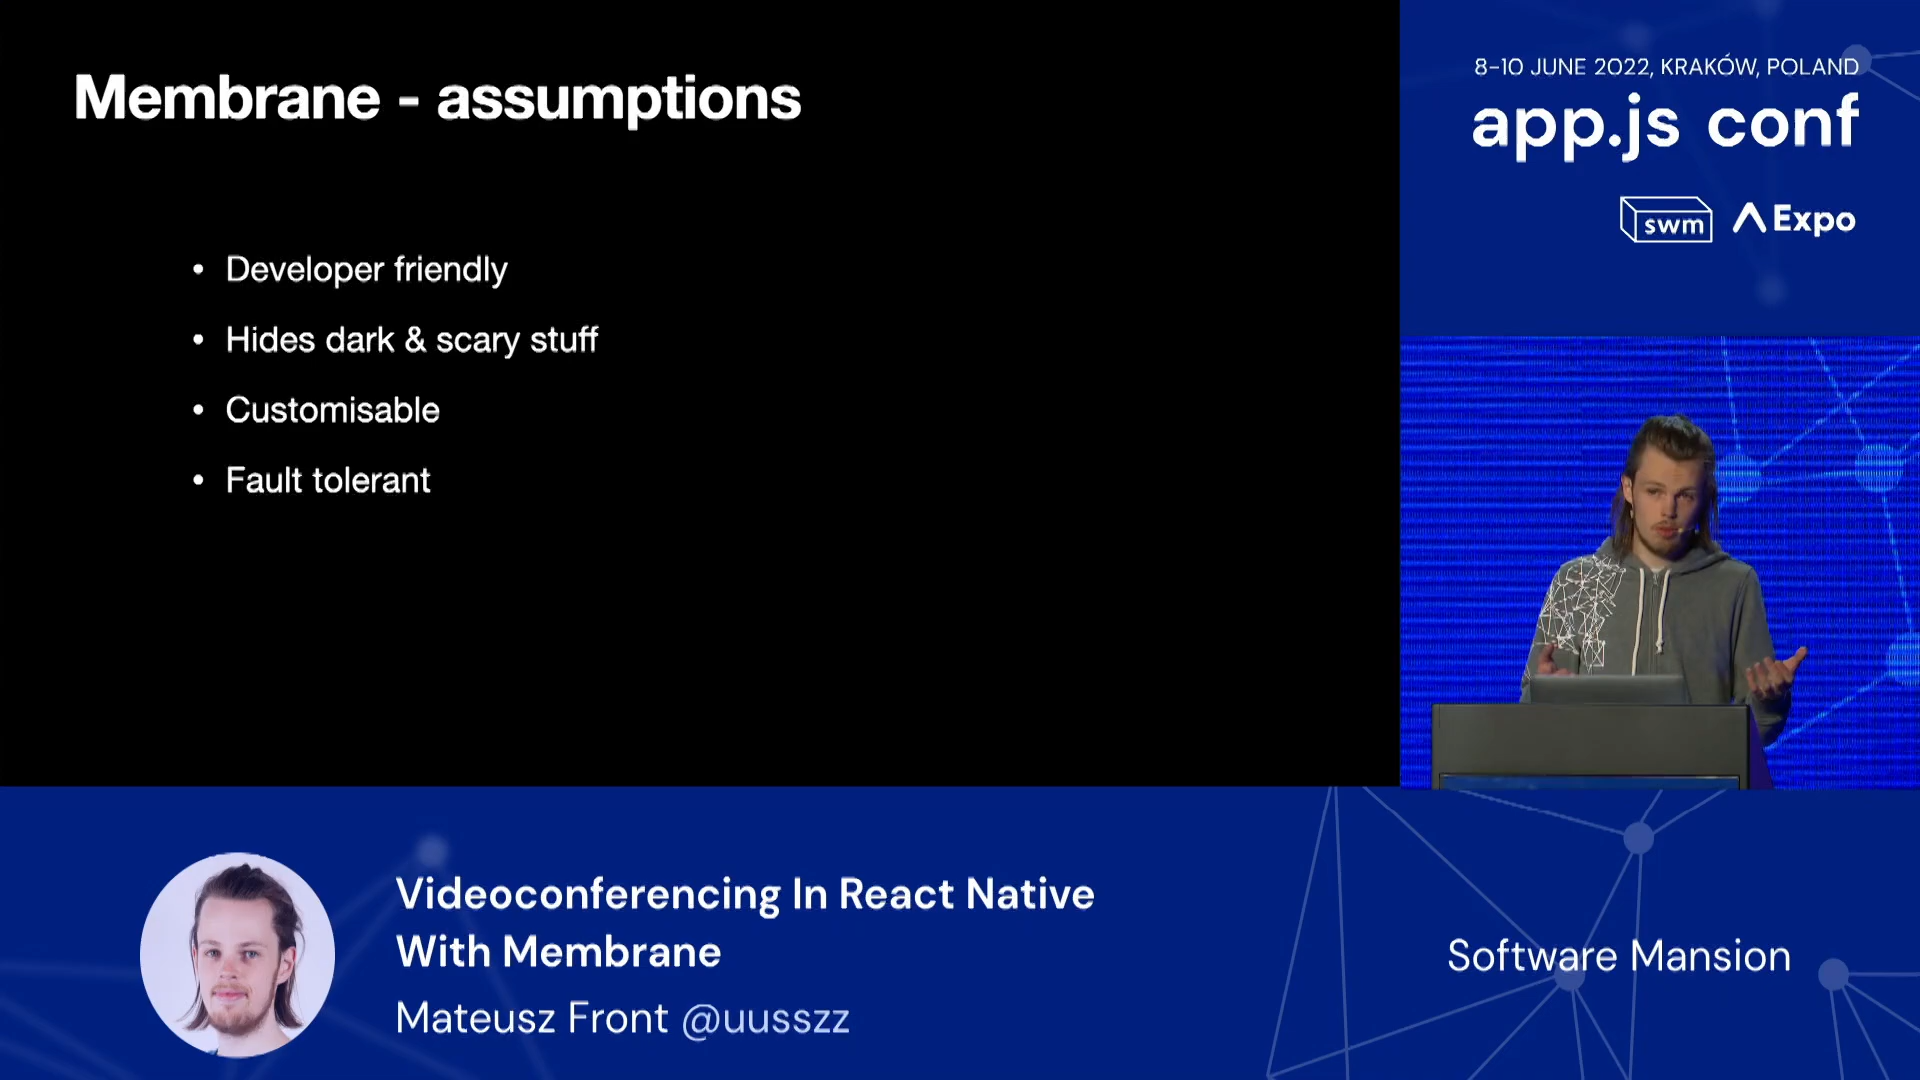 Membrane - assumptions
• Developer friendly
• Hides dark & scary stuff
• Customisable
• Fault tolerant
8–10 JUNE 2022, KRAKÓW, POLAND
app.js conf
swm Expo
Videoconferencing In React Native
With Membrane
Mateusz Front @uusszz
Software Mansion